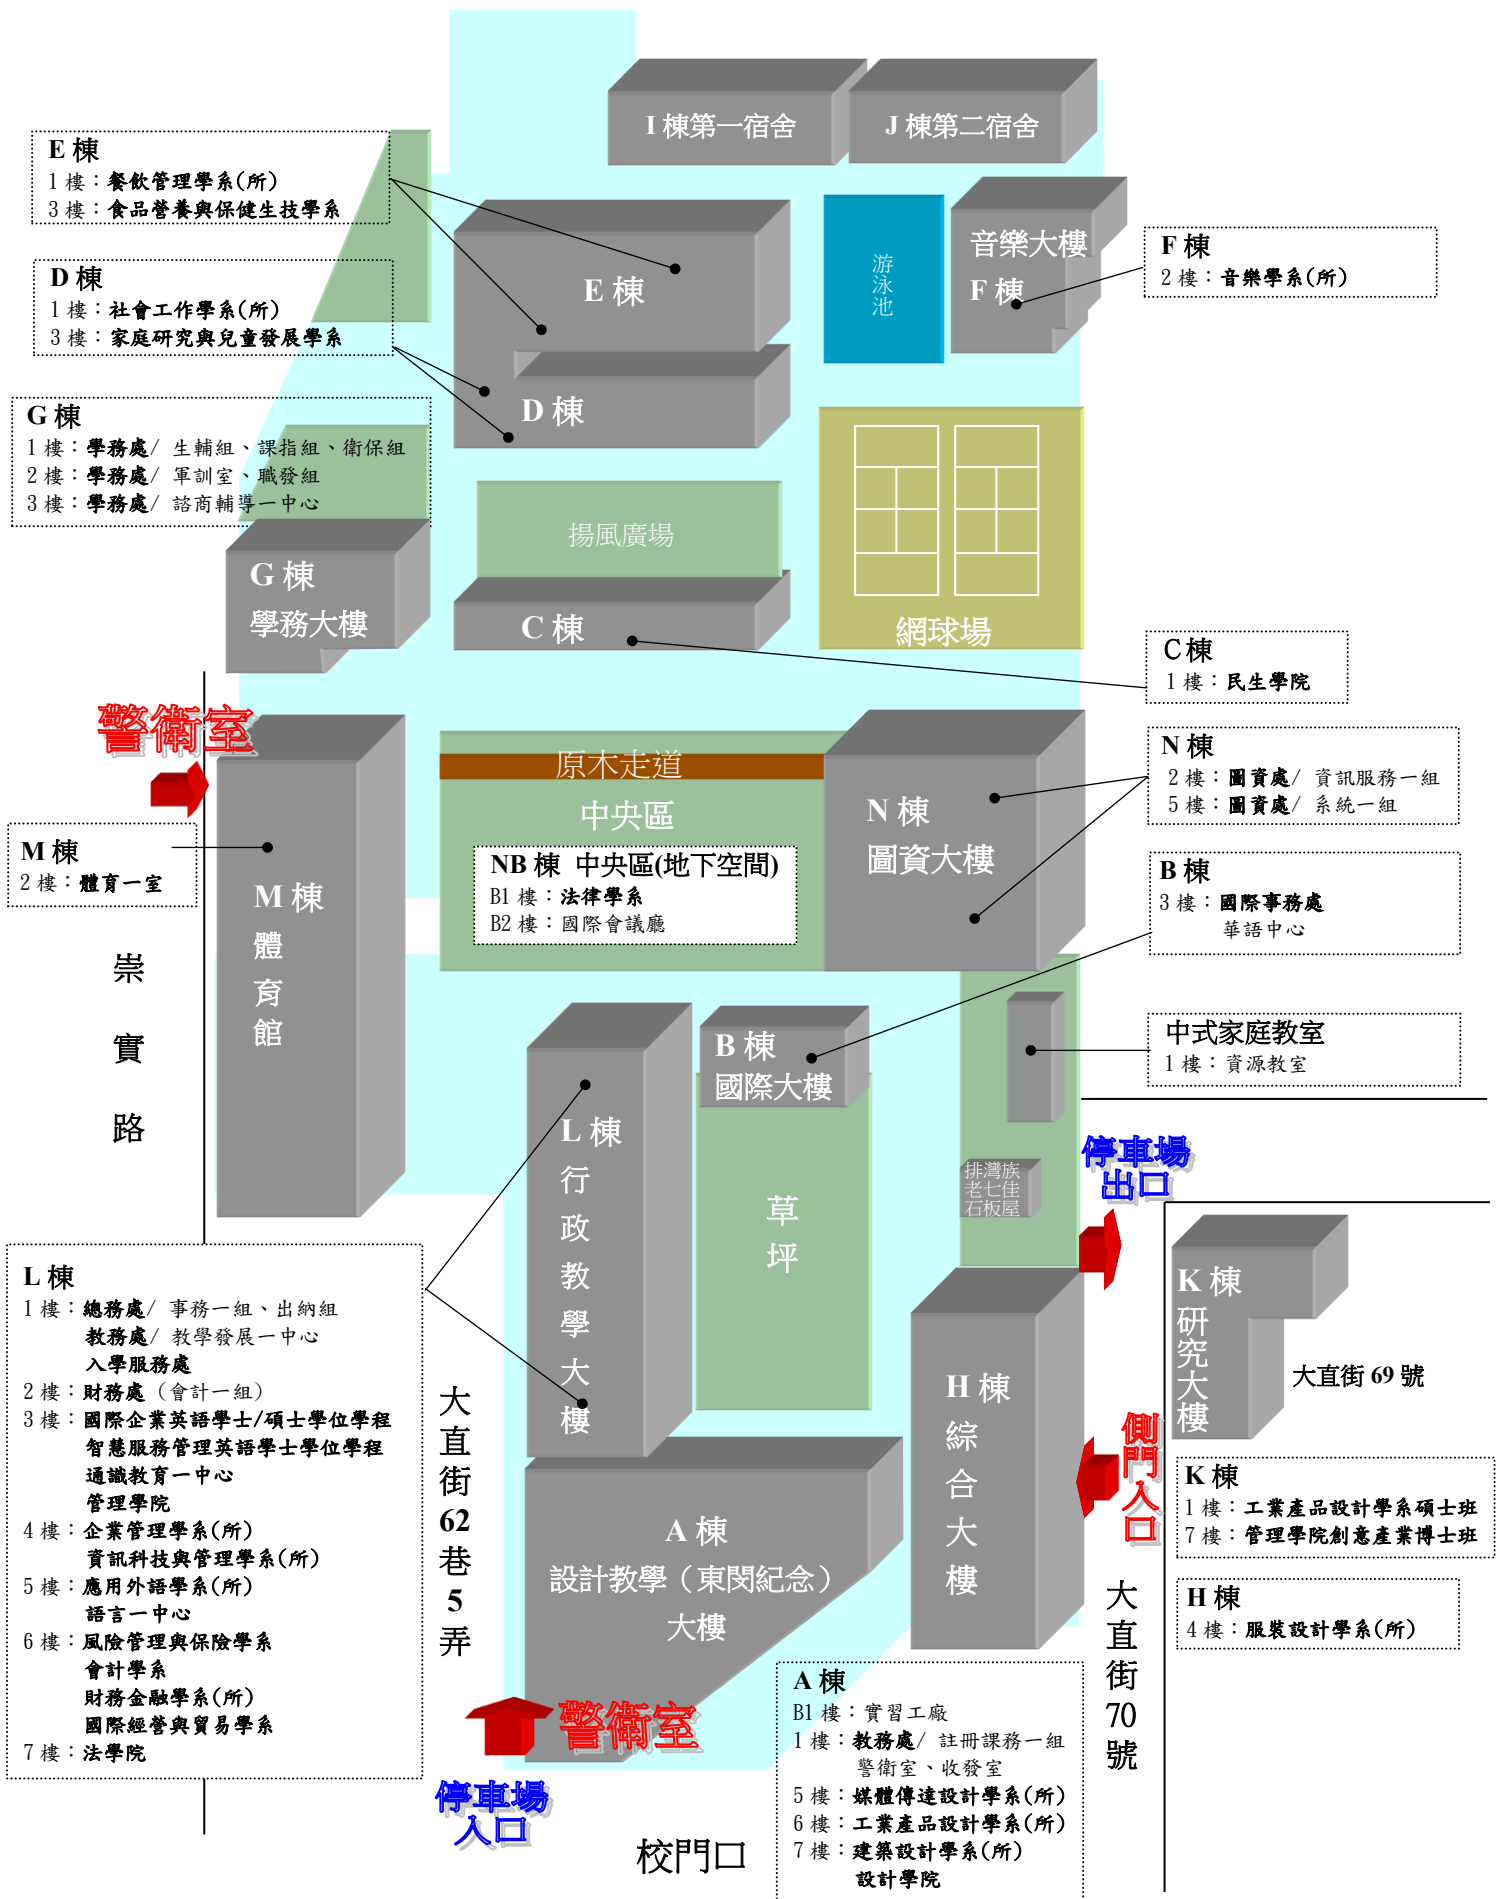 I 棟第一宿舍
J 棟第二宿舍
E 棟
1 樓：餐飲管理學系(所)
3 樓：食品營養與保健生技學系
D 棟
1 樓：社會工作學系(所)
3 樓：家庭研究與兒童發展學系
G 棟
1 樓：學務處/ 生輔組、課指組、衛保組
2 樓：學務處/ 軍訓室、職發組
3 樓：學務處/ 諮商輔導一中心
E 棟
D 棟
游泳池
音樂大樓
F 棟
F 棟
2 樓：音樂學系(所)
揚風廣場
G 棟
學務大樓
C 棟
網球場
C 棟
1 樓：民生學院
警衛室
原木走道
中央區
NB 棟 中央區(地下空間)
B1 樓：法律學系
B2 樓：國際會議廳
N 棟
圖資大樓
N 棟
2 樓：圖資處/ 資訊服務一組
5 樓：圖資處/ 系統一組
M 棟
2 樓：體育一室
M 棟
體育館
B 棟
3 樓：國際事務處
華語中心
崇實路
B 棟
國際大樓
中式家庭教室
1 樓：資源教室
L 棟
行政教學大樓
草坪
排灣族
老七佳
石板屋
停車場
出口
K 棟
研究大樓
大直街 69 號
L 棟
1 樓：總務處/ 事務一組、出納組
教務處/ 教學發展一中心
入學服務處
2 樓：財務處（會計一組）
3 樓：國際企業英語學士/碩士學位學程
智慧服務管理英語學士學位學程
通識教育一中心
管理學院
4 樓：企業管理學系(所)
資訊科技與管理學系(所)
5 樓：應用外語學系(所)
語言一中心
6 樓：風險管理與保險學系
會計學系
財務金融學系(所)
國際經營與貿易學系
7 樓：法學院
大直街 62 巷 5 弄
H 棟
綜合大樓
側門入口
K 棟
1 樓：工業產品設計學系碩士班
7 樓：管理學院創意產業博士班
H 棟
4 樓：服裝設計學系(所)
A 棟
設計教學（東閔紀念）
大樓
大直街 70 號
警衛室
停車場
入口
校門口
A 棟
B1 樓：實習工廠
1 樓：教務處/ 註冊課務一組
警衛室、收發室
5 樓：媒體傳達設計學系(所)
6 樓：工業產品設計學系(所)
7 樓：建築設計學系(所)
設計學院